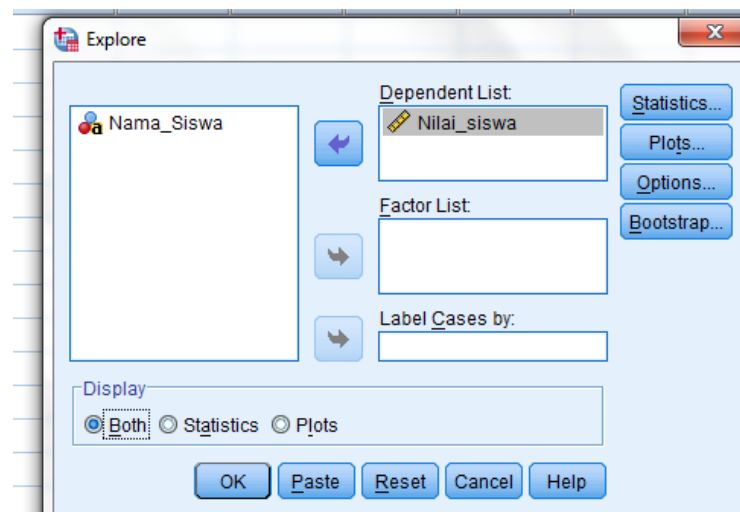 Explore
Nama_Siswa
Dependent List:
Nilai_siswa
Factor List:
Label Cases by:
Statistics...
Plots...
Options...
Bootstrap...
Display
Both Statistics Plots
OK Paste Reset Cancel Help